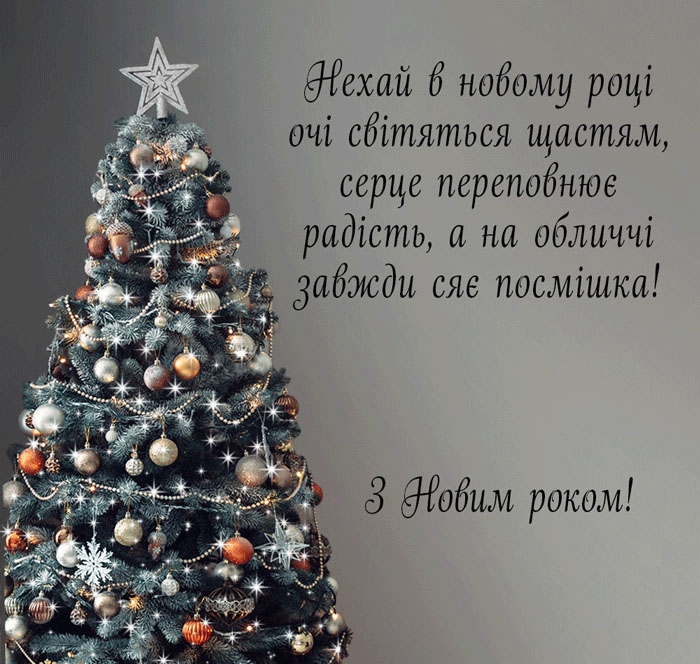 Нехай в новому році
очі світяться щастям,
серце переповнює
радість, а на обличчі
завжди сяє посмішка!
З Новим роком!